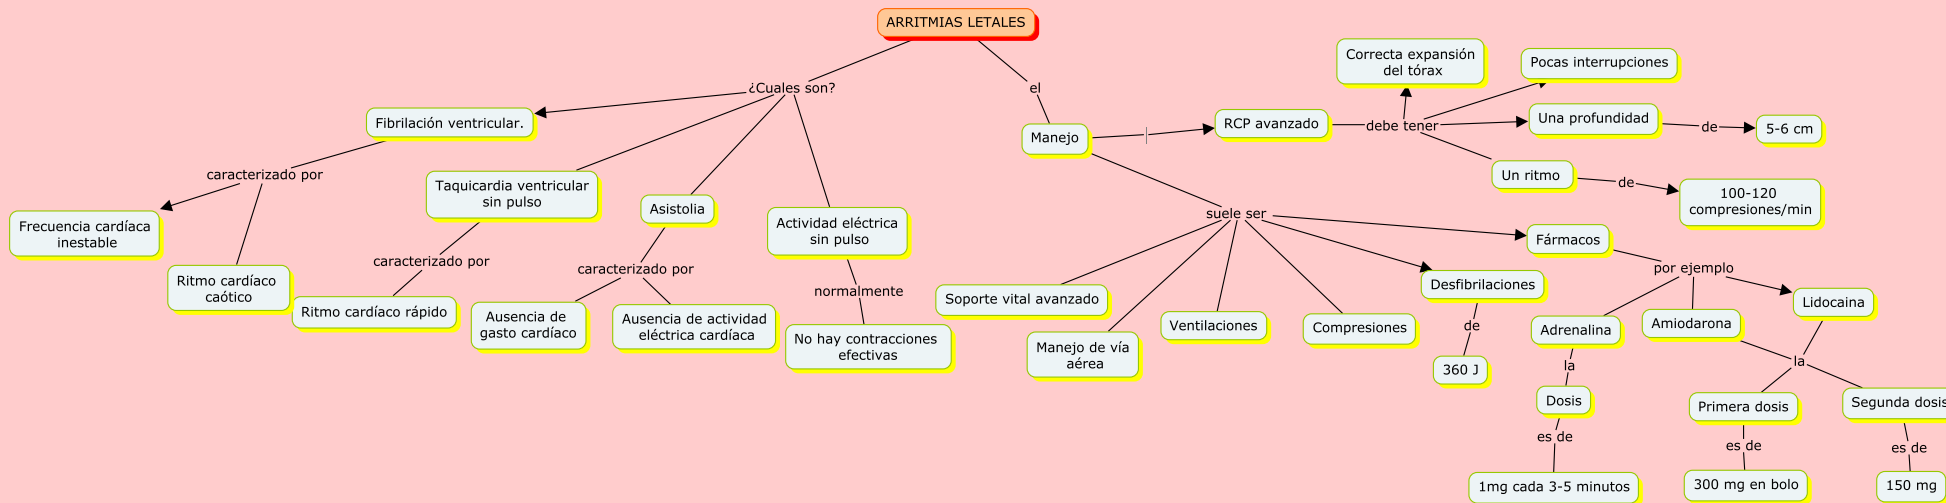 ARRITMIAS LETALES
¿Cuales son?
el
Fibrilación ventricular.
caracterizado por
Frecuencia cardíaca
inestable
Ritmo cardíaco
caótico
Taquicardia ventricular
sin pulso
caracterizado por
Ritmo cardíaco rápido
Asistolia
caracterizado por
Ausencia de
gasto cardíaco
Ausencia de actividad
eléctrica cardíaca
Actividad eléctrica
sin pulso
normalmente
No hay contracciones
efectivas
Manejo
RCP avanzado
debe tener
Correcta expansión
del tórax
Pocas interrupciones
Una profundidad
de
5-6 cm
Un ritmo
de
100-120
compresiones/min
suele ser
Soporte vital avanzado
Manejo de vía
aérea
Ventilaciones
Compresiones
Desfibrilaciones
de
360 J
Fármacos
por ejemplo
Adrenalina
la
Dosis
es de
1mg cada 3-5 minutos
Amiodarona
Lidocaina
la
Primera dosis
es de
300 mg en bolo
Segunda dosis
es de
150 mg